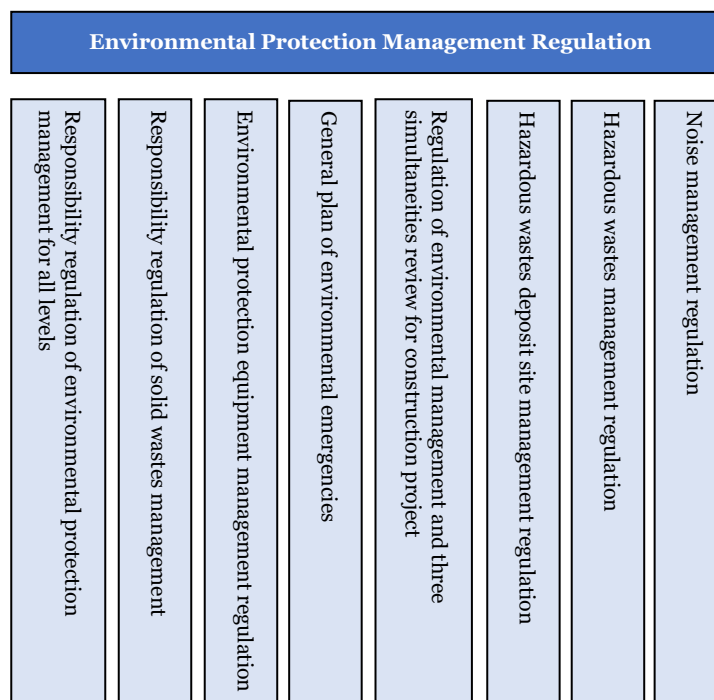 Environmental Protection Management Regulation
Responsibility regulation of environmental protection
management for all levels
Responsibility regulation of solid wastes management
Environmental protection equipment management regulation
General plan of environmental emergencies
Regulation of environmental management and three
simultaneities review for construction project
Hazardous wastes deposit site management regulation
Hazardous wastes management regulation
Noise management regulation